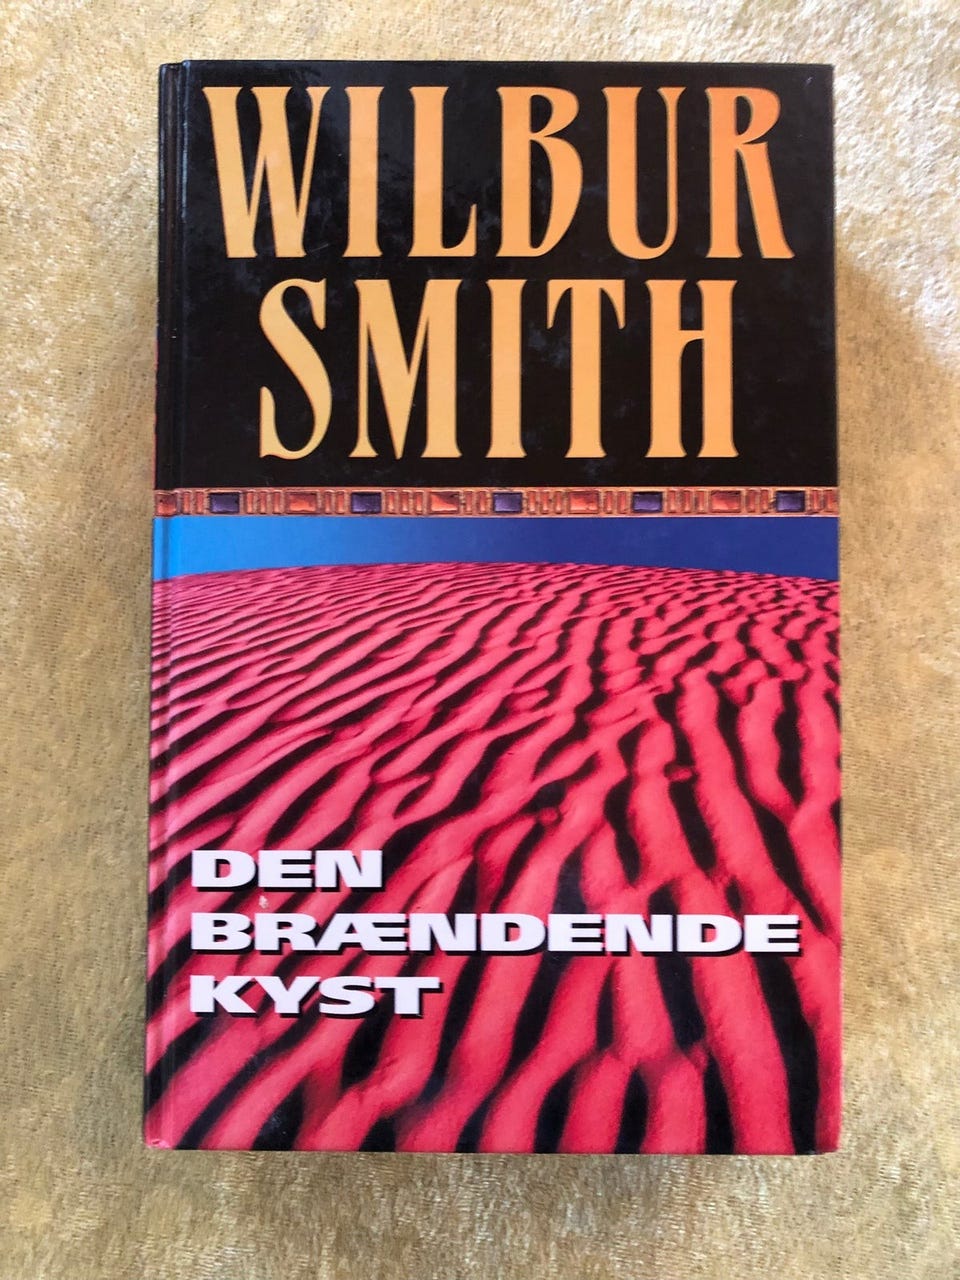 WILBUR
SMITH
DEN
BRÆNDENDE
KYST